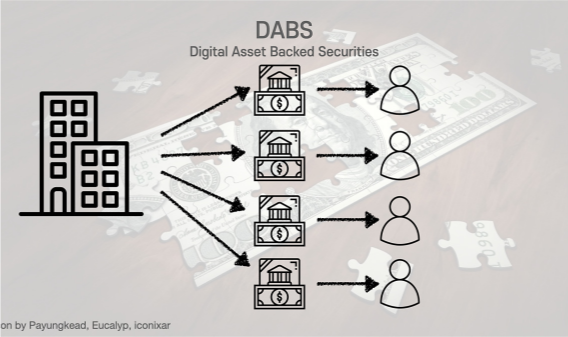 DABS
Digital Asset Backed Securities
on by Payungkead, Eucalyp, iconixar